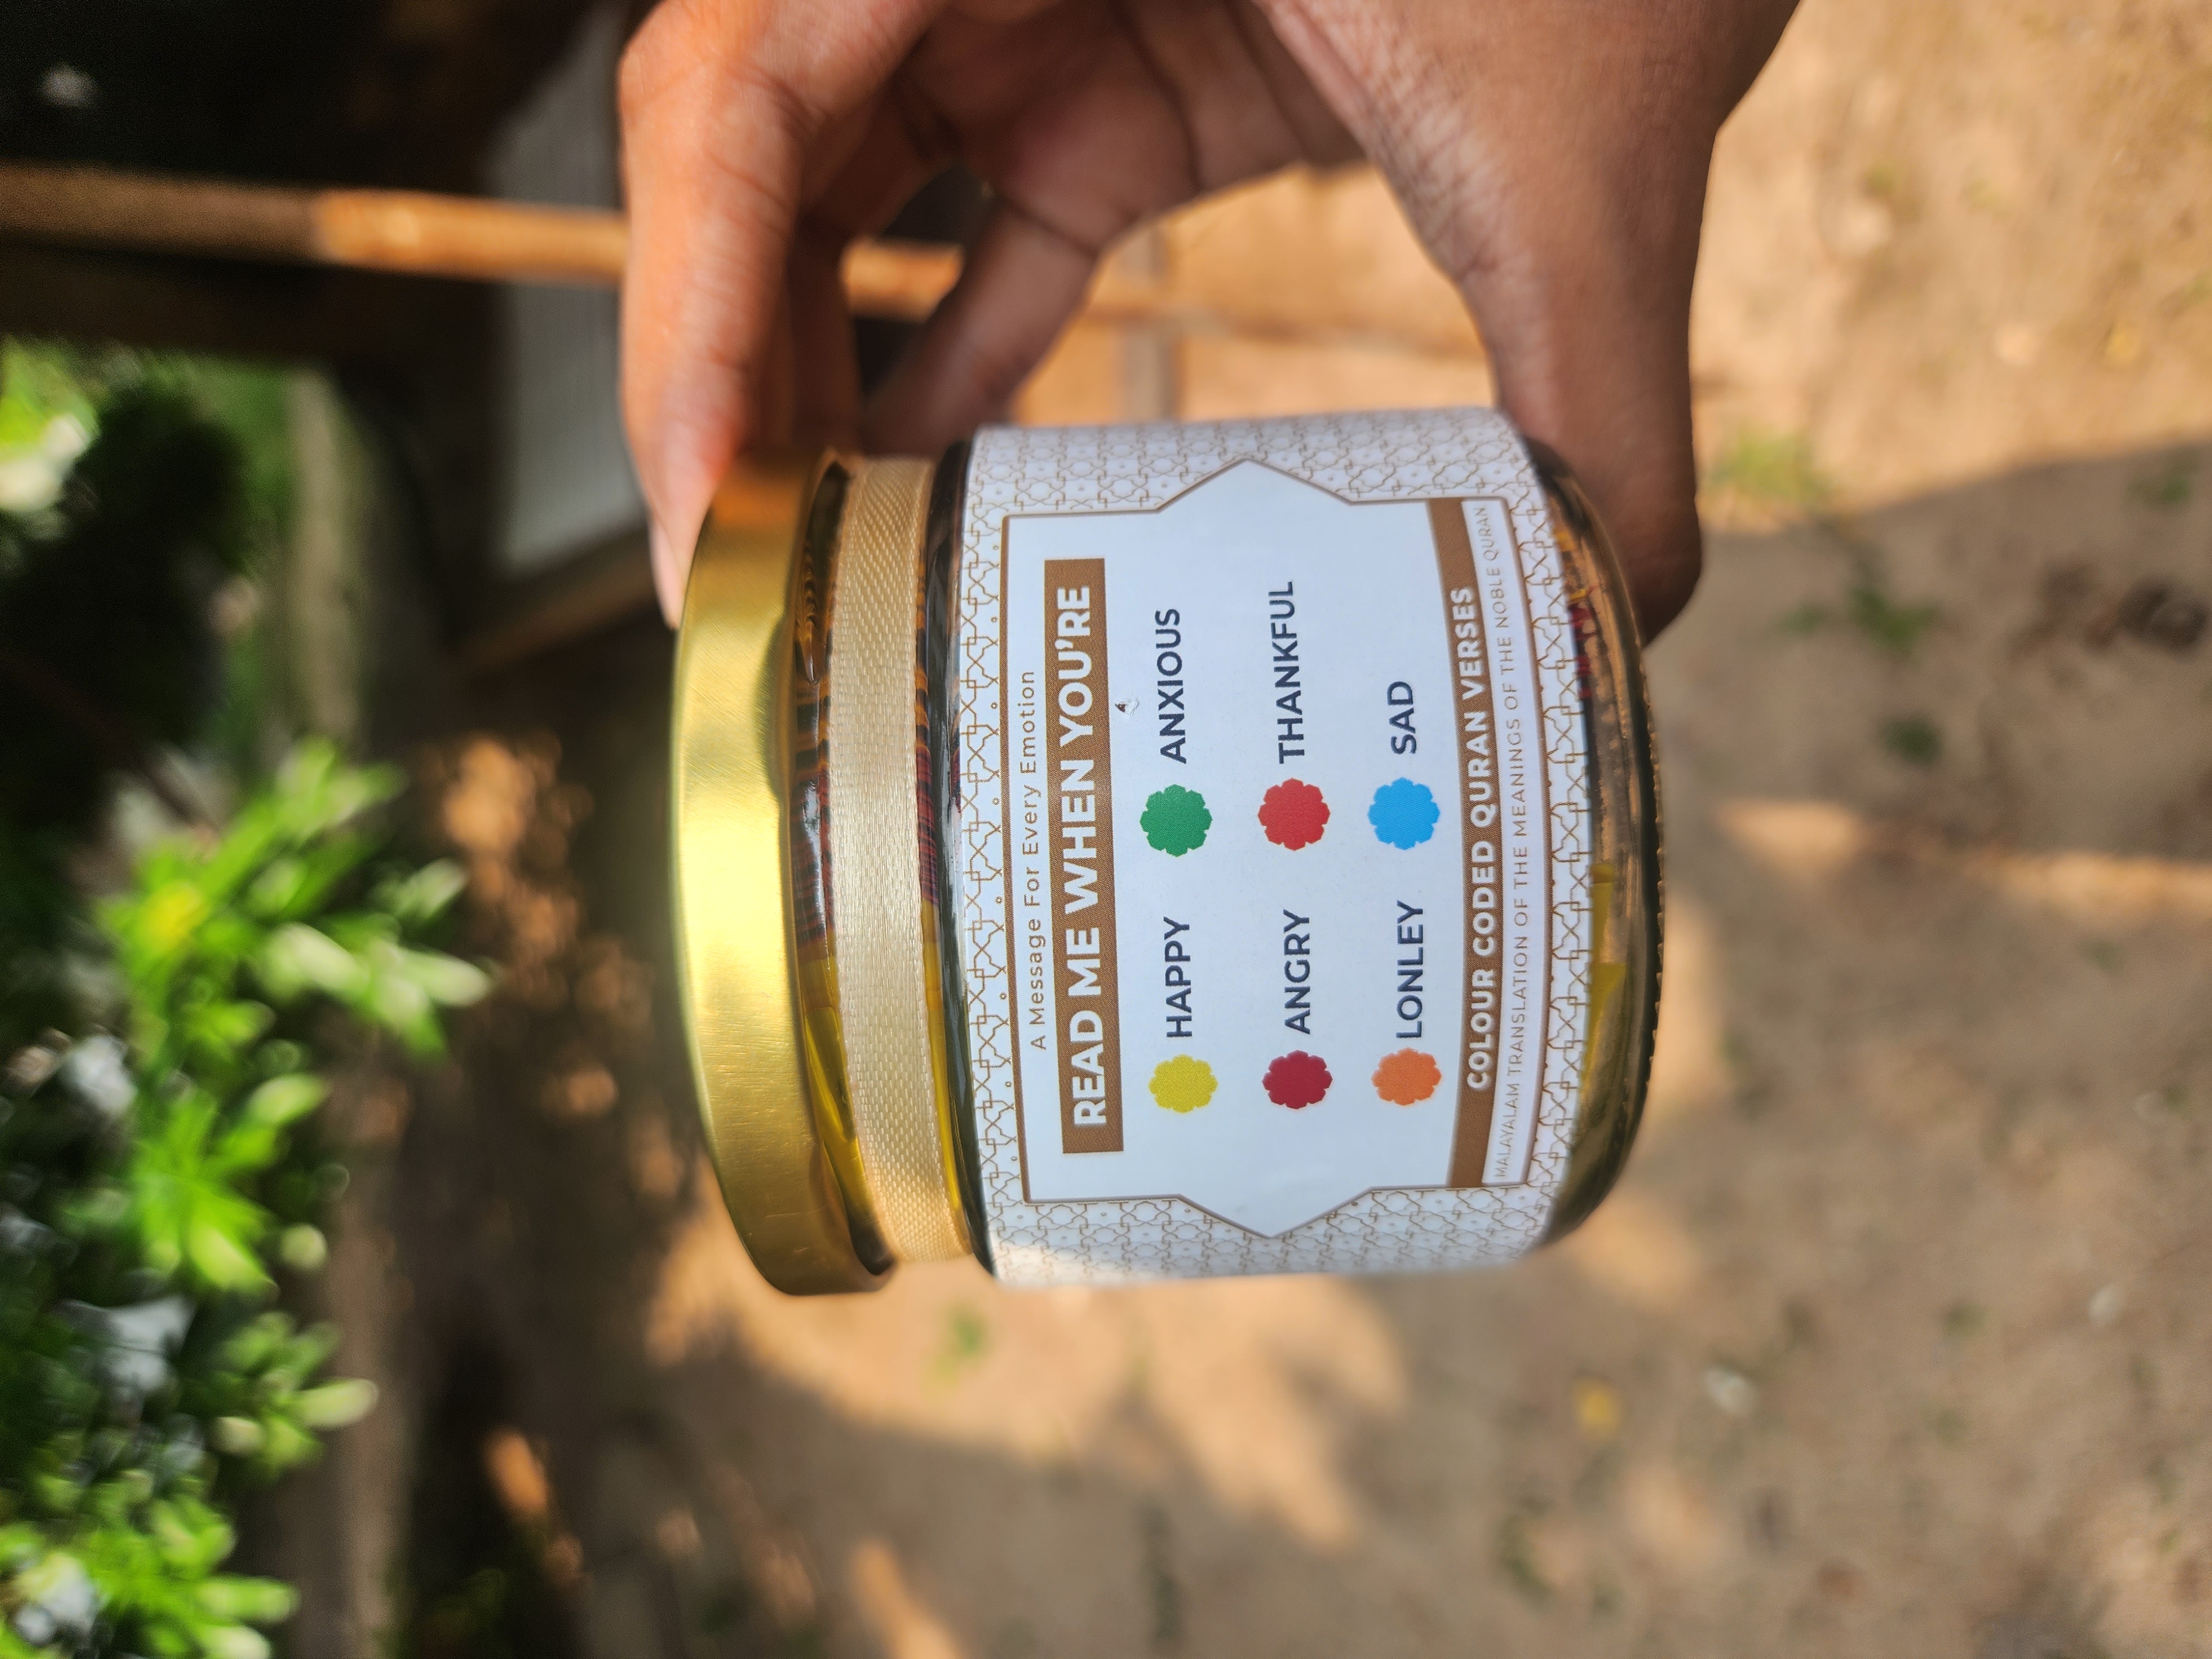 A Message For Every Emotion
READ ME WHEN YOU'RE
HAPPY ANXIOUS
ANGRY THANKFUL
LONLEY SAD
COLOUR CODED QURAN VERSES
MALAYALAM TRANSLATION OF THE MEANINGS OF THE NOBLE QURAN